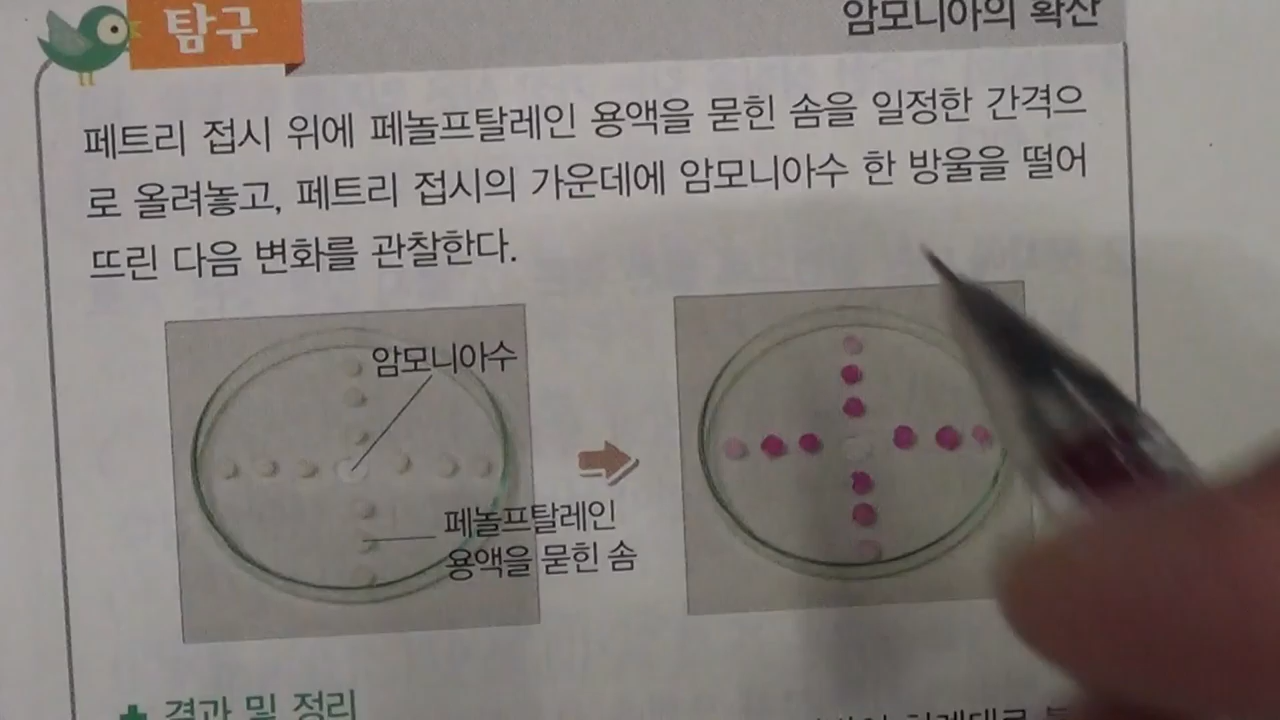 탐구
암모니아의 확산
페트리 접시 위에 페놀프탈레인 용액을 묻힌 솜을 일정한 간격으
로 올려놓고, 페트리 접시의 가운데에 암모니아수 한 방울을 떨어
뜨린 다음 변화를 관찰한다.
암모니아수
페놀프탈레인
용액을 묻힌 솜
결과 및 정리